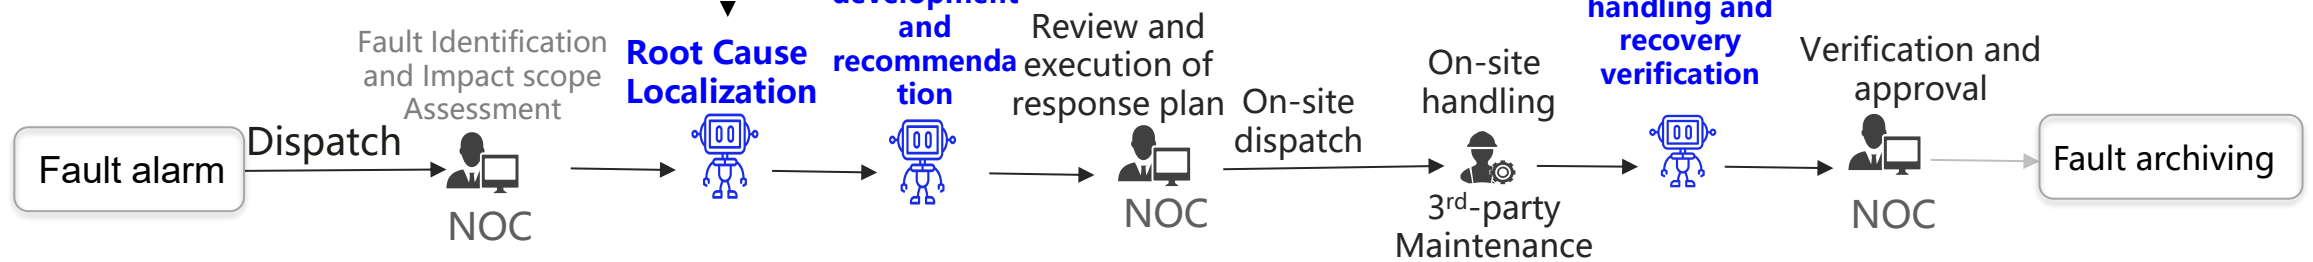 Fault alarm
Dispatch
Fault Identification
and Impact scope
Assessment
NOC
Root Cause
Localization
development
and
recommenda
tion
Review and
execution of
response plan
NOC
On-site
dispatch
On-site
handling
3rd-party
Maintenance
handling and
recovery
verification
Verification and
approval
NOC
Fault archiving